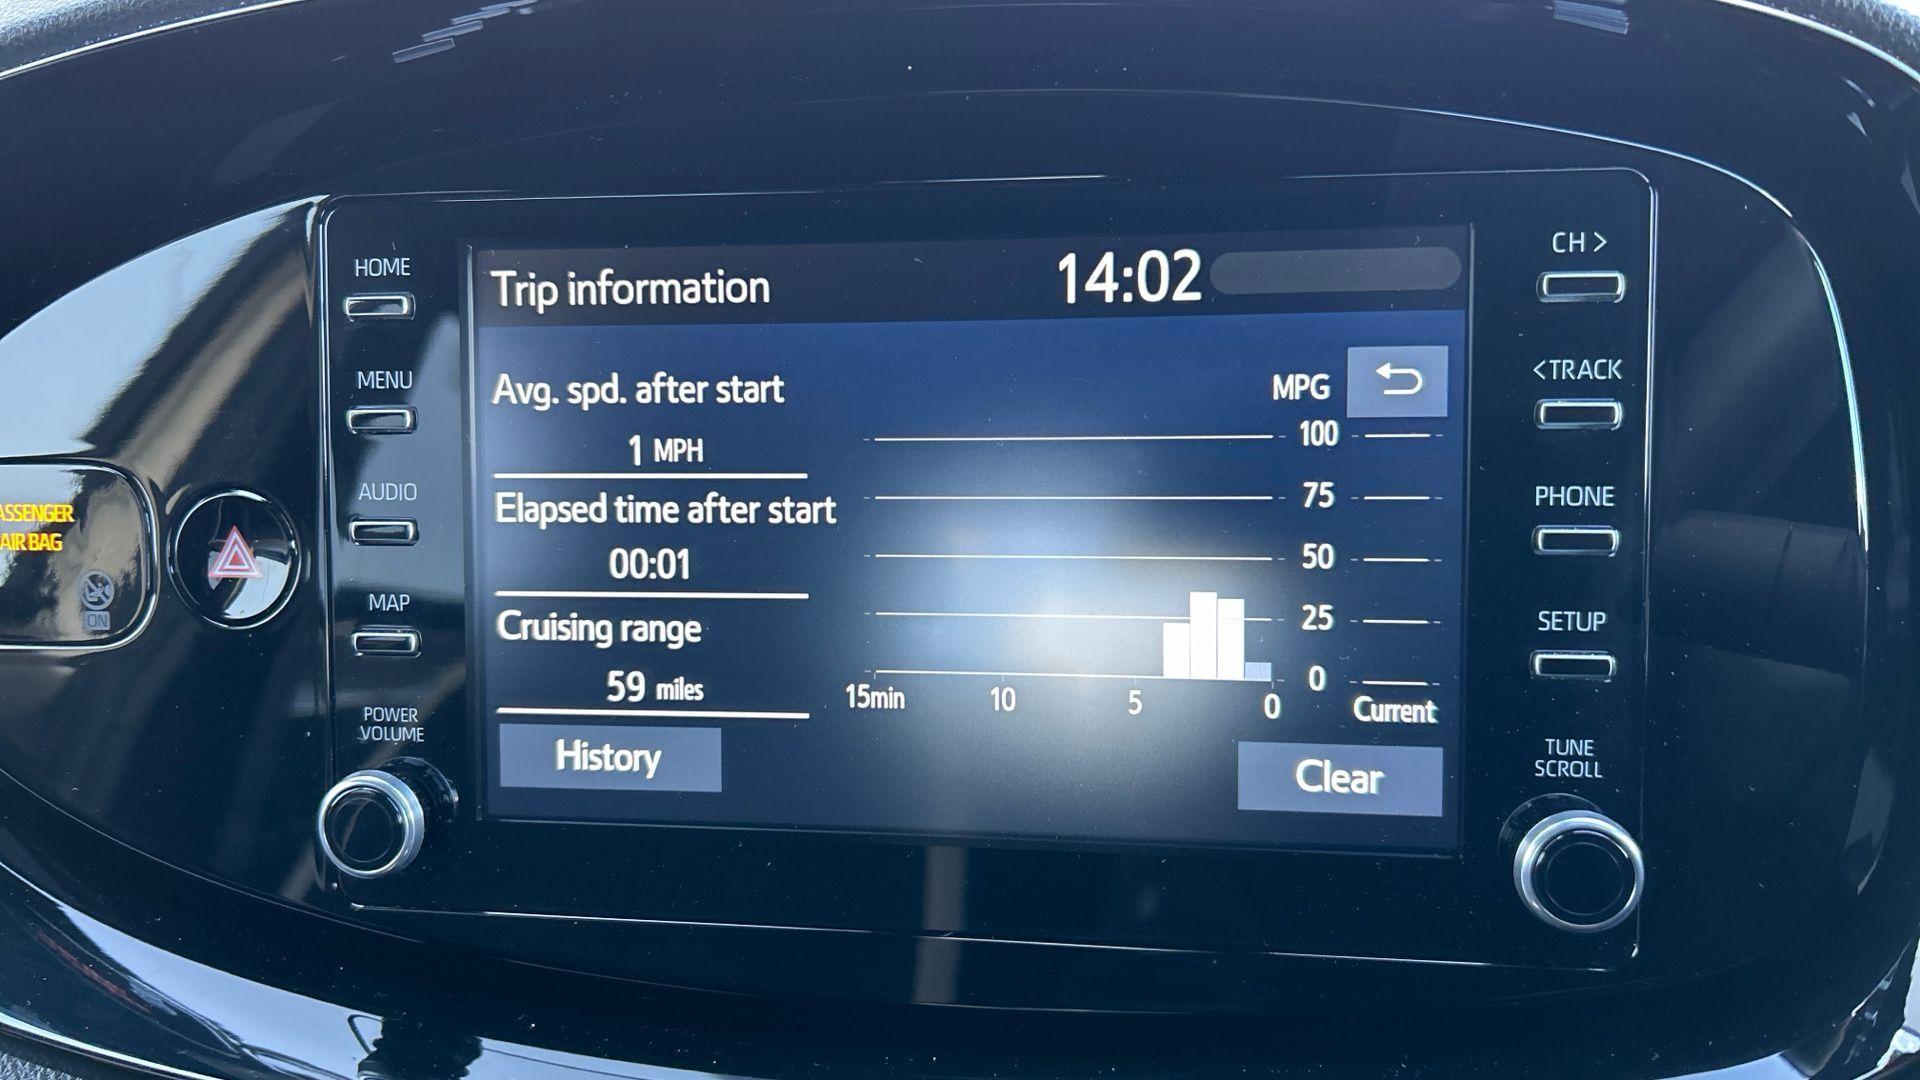 HOME
MENU
AUDIO
MAP
POWER
VOLUME
ASSENGER
AIR BAG
ON
Trip information 14:02
Avg. spd. after start
1 MPH
Elapsed time after start
00:01
Cruising range
59 miles
History
MPG
100
75
50
25
0
15min 10 5 0 Current
Clear
CH >
<TRACK
PHONE
SETUP
TUNE
SCROLL